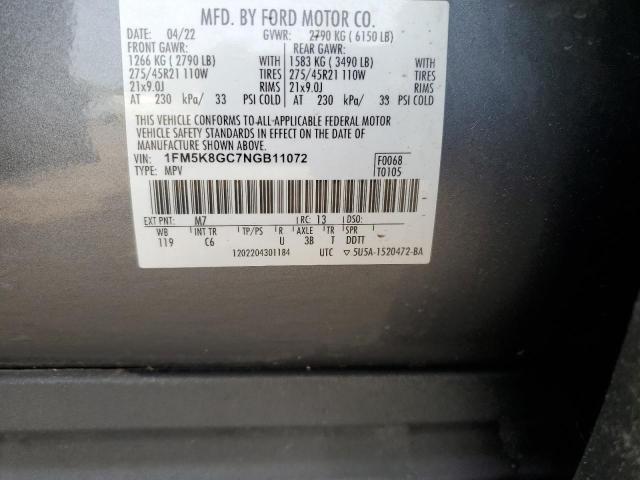 MFD. BY FORD MOTOR CO.
DATE: 04/22 GVWR: 2790 KG (6150 LB)
FRONT GAWR: REAR GAWR:
1266 KG (2790 LB) WITH 1583 KG (3490 LB) WITH
275/45R21 110W TIRES 275/45R21 110W TIRES
21x9.0J RIMS 21x9.0J RIMS
AT 230 kPa/ 33 PSI COLD AT 230 kPa/ 33 PSI COLD
THIS VEHICLE CONFORMS TO ALL APPLICABLE FEDERAL MOTOR
VEHICLE SAFETY STANDARDS IN EFFECT ON THE DATE OF
MANUFACTURE SHOWN ABOVE.
VIN: 1FM5K8GC7NGB11072 F0068
TYPE: MPV T0105
EXT PNT: M7 RC: 13 DSO:
WB INT TR TP/PS R AXLE TR SPR
119 C6 U 3B T DDTT
1202204301184 UTC ▽ 5U5A-1520472-BA